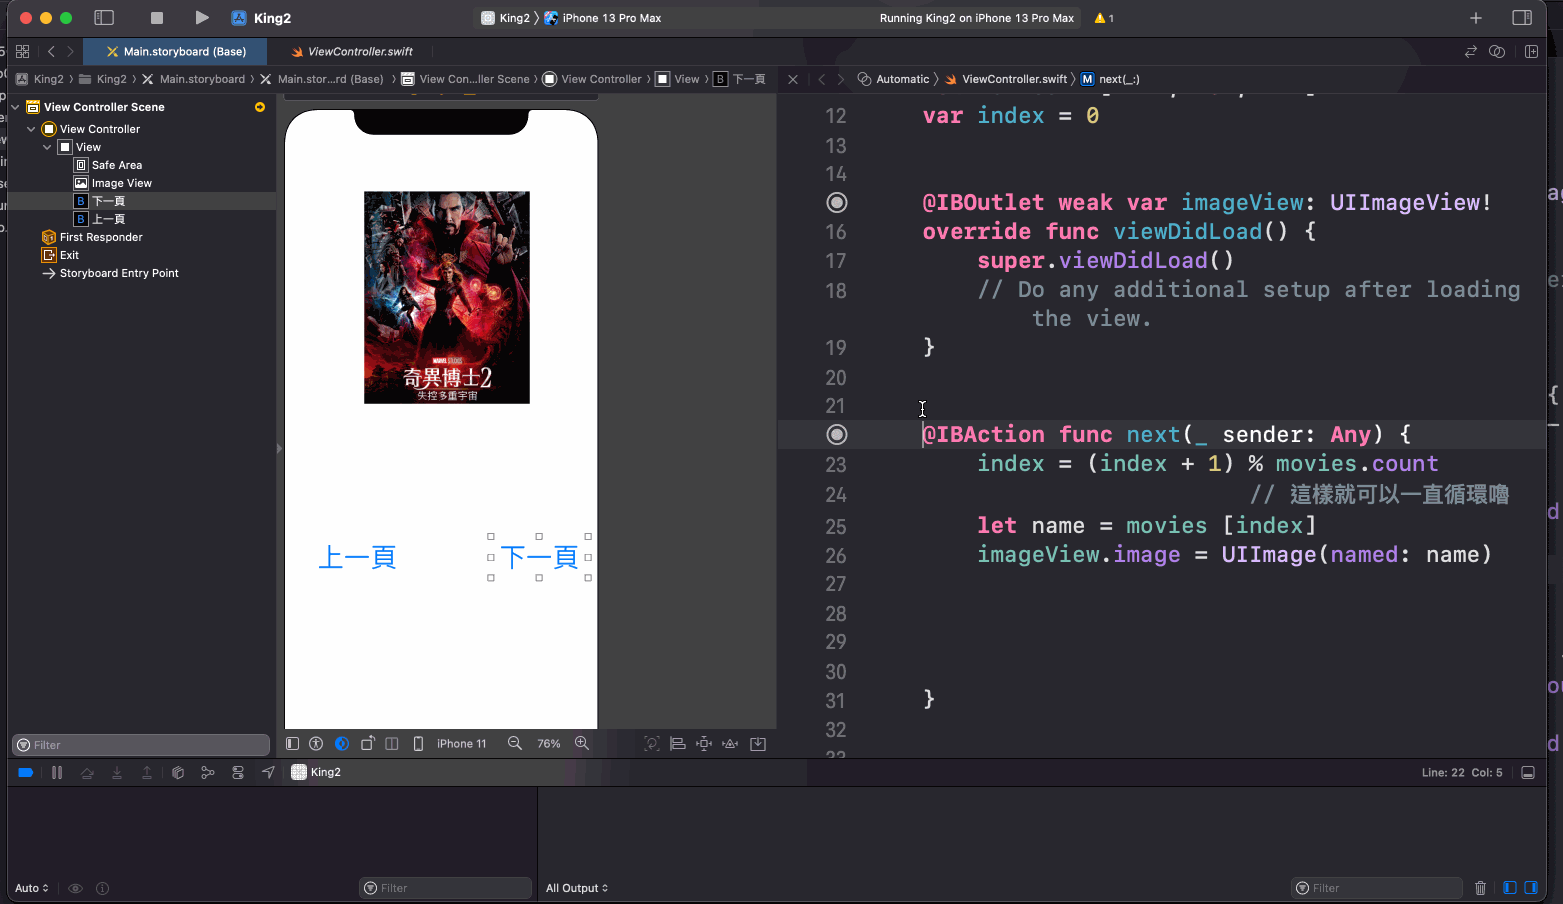 King2
King2 〉 iPhone 13 Pro Max
Running King2 on iPhone 13 Pro Max
1
Main.storyboard (Base)
ViewController.swift
King2 〉 King2 〉 Main.storyboard 〉 Main.stor...rd (Base) 〉 View Con...ller Scene 〉 View Controller 〉 View 〉 B 下一頁
Automatic 〉 ViewController.swift 〉 M next(_:)
View Controller Scene
View Controller
View
Safe Area
Image View
B 下一頁
B 上一頁
First Responder
Exit
Storyboard Entry Point
Filter
MARVEL STUDIOS
奇異博士2
失控多重宇宙
上一頁
下一頁
iPhone 11
76%
12 var index = 0
13
14
@IBOutlet weak var imageView: UIImageView!
16 override func viewDidLoad() {
17 super.viewDidLoad()
18 // Do any additional setup after loading
the view.
19 }
20
21
@IBAction func next(_ sender: Any) {
23 index = (index + 1) % movies.count
24 // 這樣就可以一直循環嚕
25 let name = movies [index]
26 imageView.image = UIImage(named: name)
27
28
29
30
31 }
32
King2
Line: 22 Col: 5
Auto
Filter
All Output
Filter